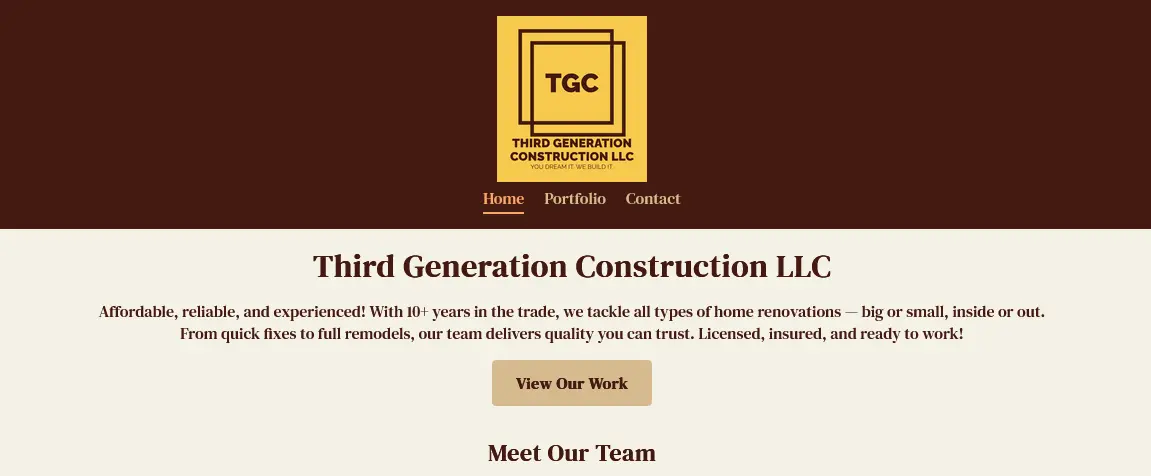 TGC
THIRD GENERATION
CONSTRUCTION LLC
YOU DREAM IT. WE BUILD IT.
Home Portfolio Contact
Third Generation Construction LLC
Affordable, reliable, and experienced! With 10+ years in the trade, we tackle all types of home renovations — big or small, inside or out.
From quick fixes to full remodels, our team delivers quality you can trust. Licensed, insured, and ready to work!
View Our Work
Meet Our Team